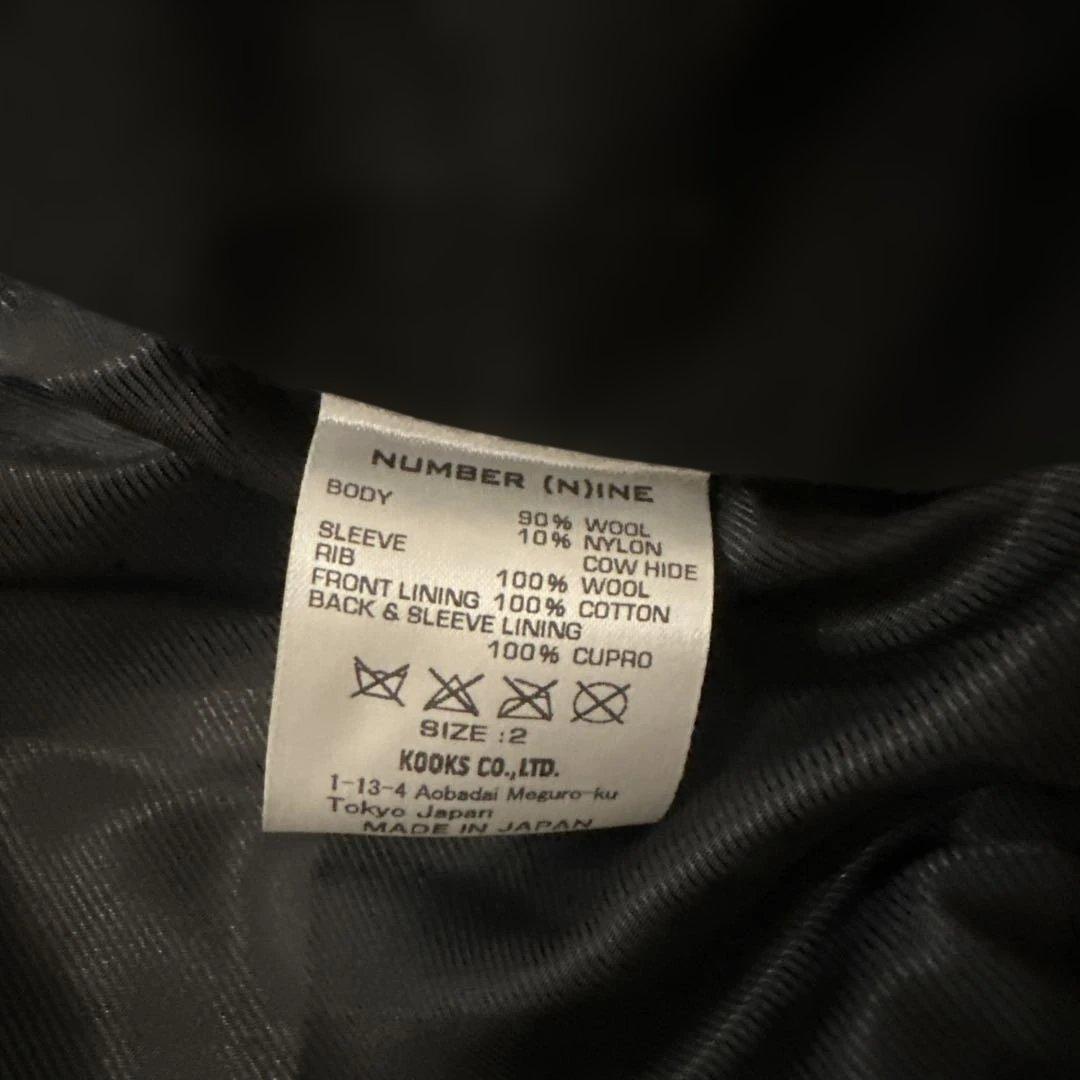 NUMBER (N)INE
BODY
90% WOOL
10% NYLON
SLEEVE COW HIDE
RIB 100% WOOL
FRONT LINING 100% COTTON
BACK & SLEEVE LINING
100% CUPRO
SIZE :2
KOOKS CO.,LTD.
1-13-4 Aobadai Meguro-ku
Tokyo Japan
MADE IN JAPAN